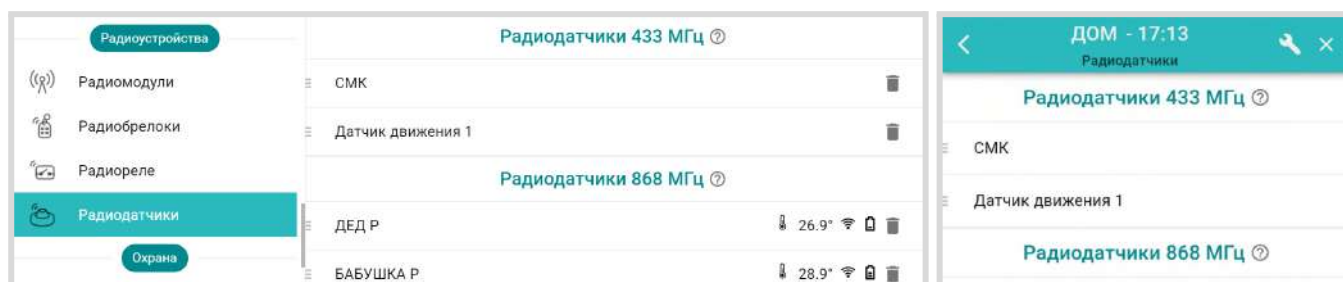 Радиоустройства
Радиомодули
Радиобрелоки
Радиореле
Радиодатчики
Охрана
Радиодатчики 433 МГц
СМК
Датчик движения 1
Радиодатчики 868 МГц
ДЕД Р 26.9°
БАБУШКА Р 28.9°
ДОМ - 17:13
Радиодатчики
Радиодатчики 433 МГц
СМК
Датчик движения 1
Радиодатчики 868 МГц